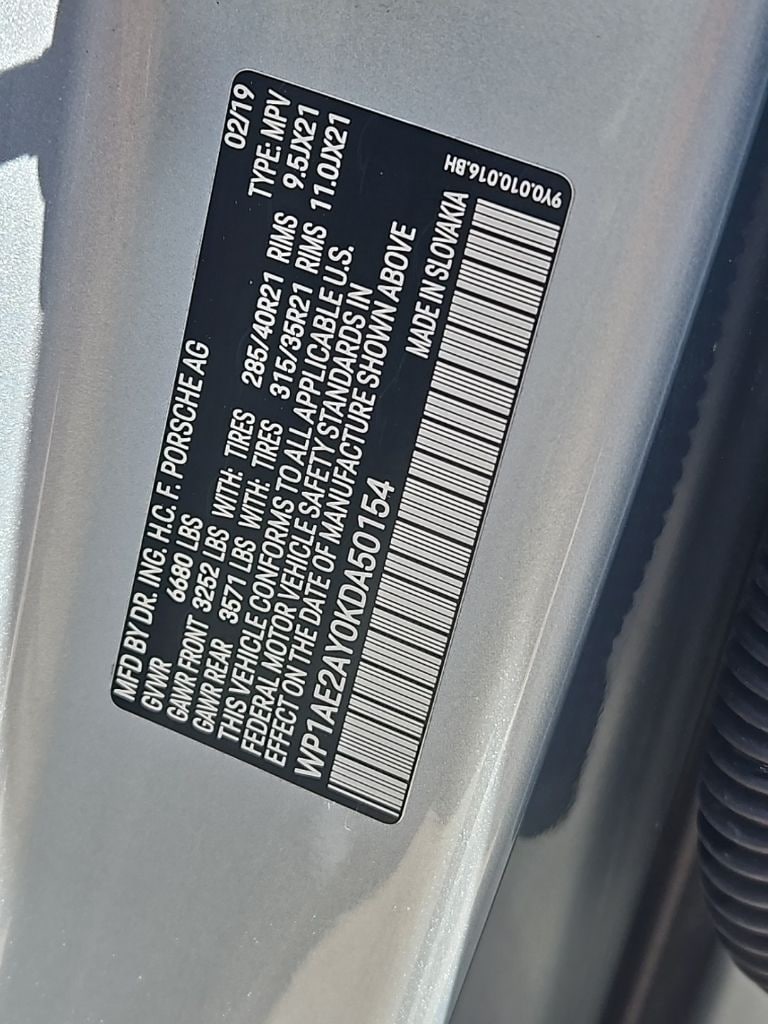 MFD BY DR. ING. H.C. F. PORSCHE AG 02/19
GVWR 6680 LBS TYPE: MPV
GAWR FRONT 3252 LBS WITH: TIRES 285/40R21 RIMS 9.5JX21
GAWR REAR 3571 LBS WITH: TIRES 315/35R21 RIMS 11.0JX21
THIS VEHICLE CONFORMS TO ALL APPLICABLE U.S.
FEDERAL MOTOR VEHICLE SAFETY STANDARDS IN
EFFECT ON THE DATE OF MANUFACTURE SHOWN ABOVE
WP1AE2AY0KDA50154 MADE IN SLOVAKIA
9Y0.010.016.BH